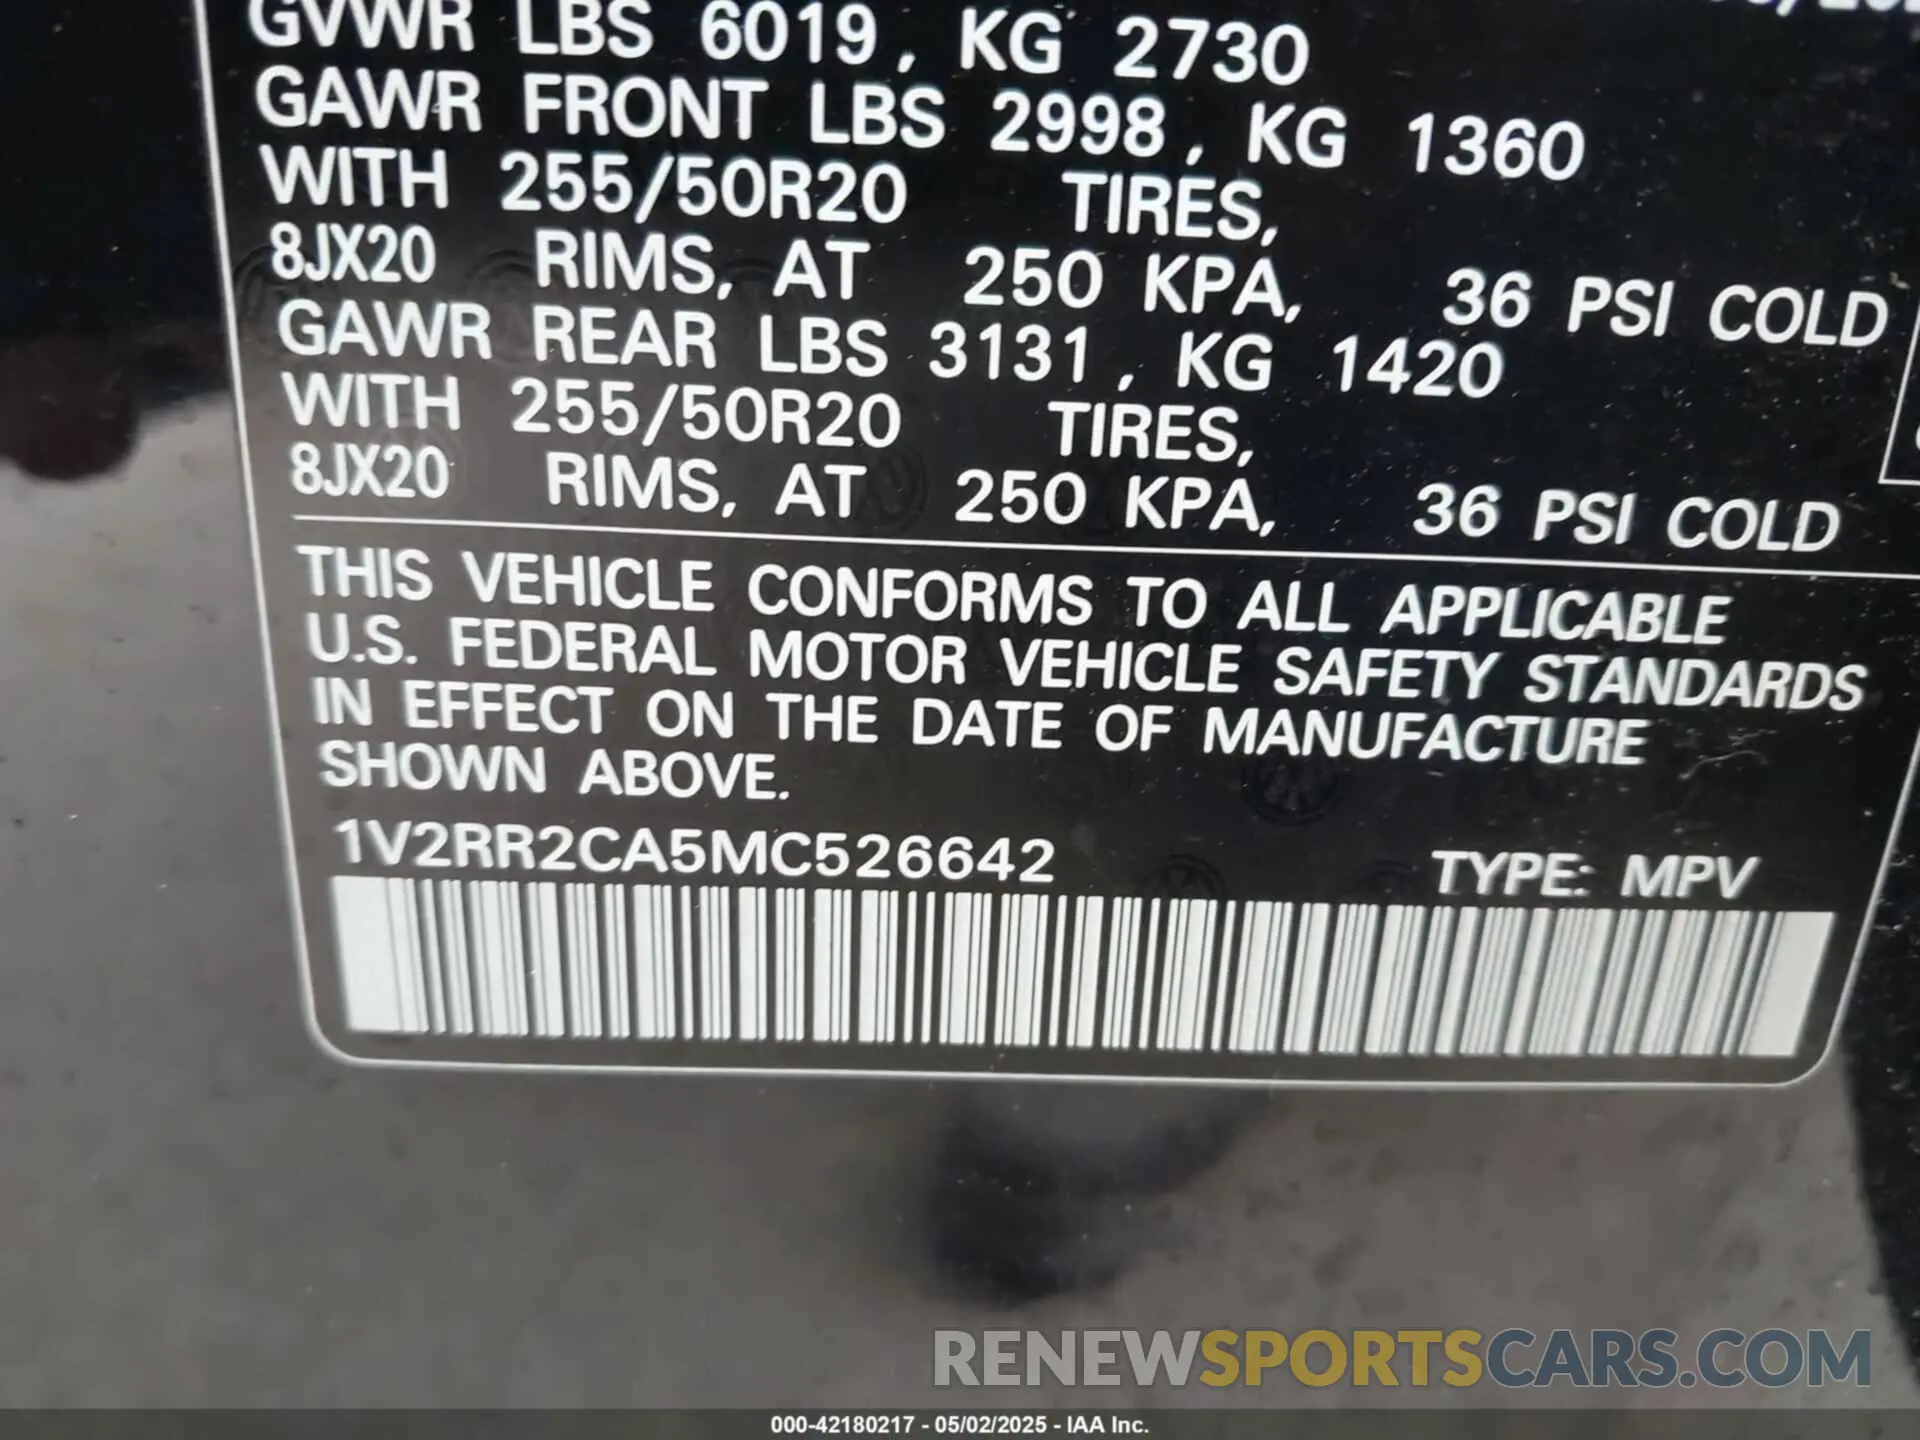 GVWR LBS 6019, KG 2730
GAWR FRONT LBS 2998, KG 1360
WITH 255/50R20 TIRES,
8JX20 RIMS, AT 250 KPA, 36 PSI COLD
GAWR REAR LBS 3131, KG 1420
WITH 255/50R20 TIRES,
8JX20 RIMS, AT 250 KPA, 36 PSI COLD
THIS VEHICLE CONFORMS TO ALL APPLICABLE
U.S. FEDERAL MOTOR VEHICLE SAFETY STANDARDS
IN EFFECT ON THE DATE OF MANUFACTURE
SHOWN ABOVE.
1V2RR2CA5MC526642 TYPE: MPV
RENEWSPORTSCARS.COM
000-42180217 - 05/02/2025 - IAA Inc.